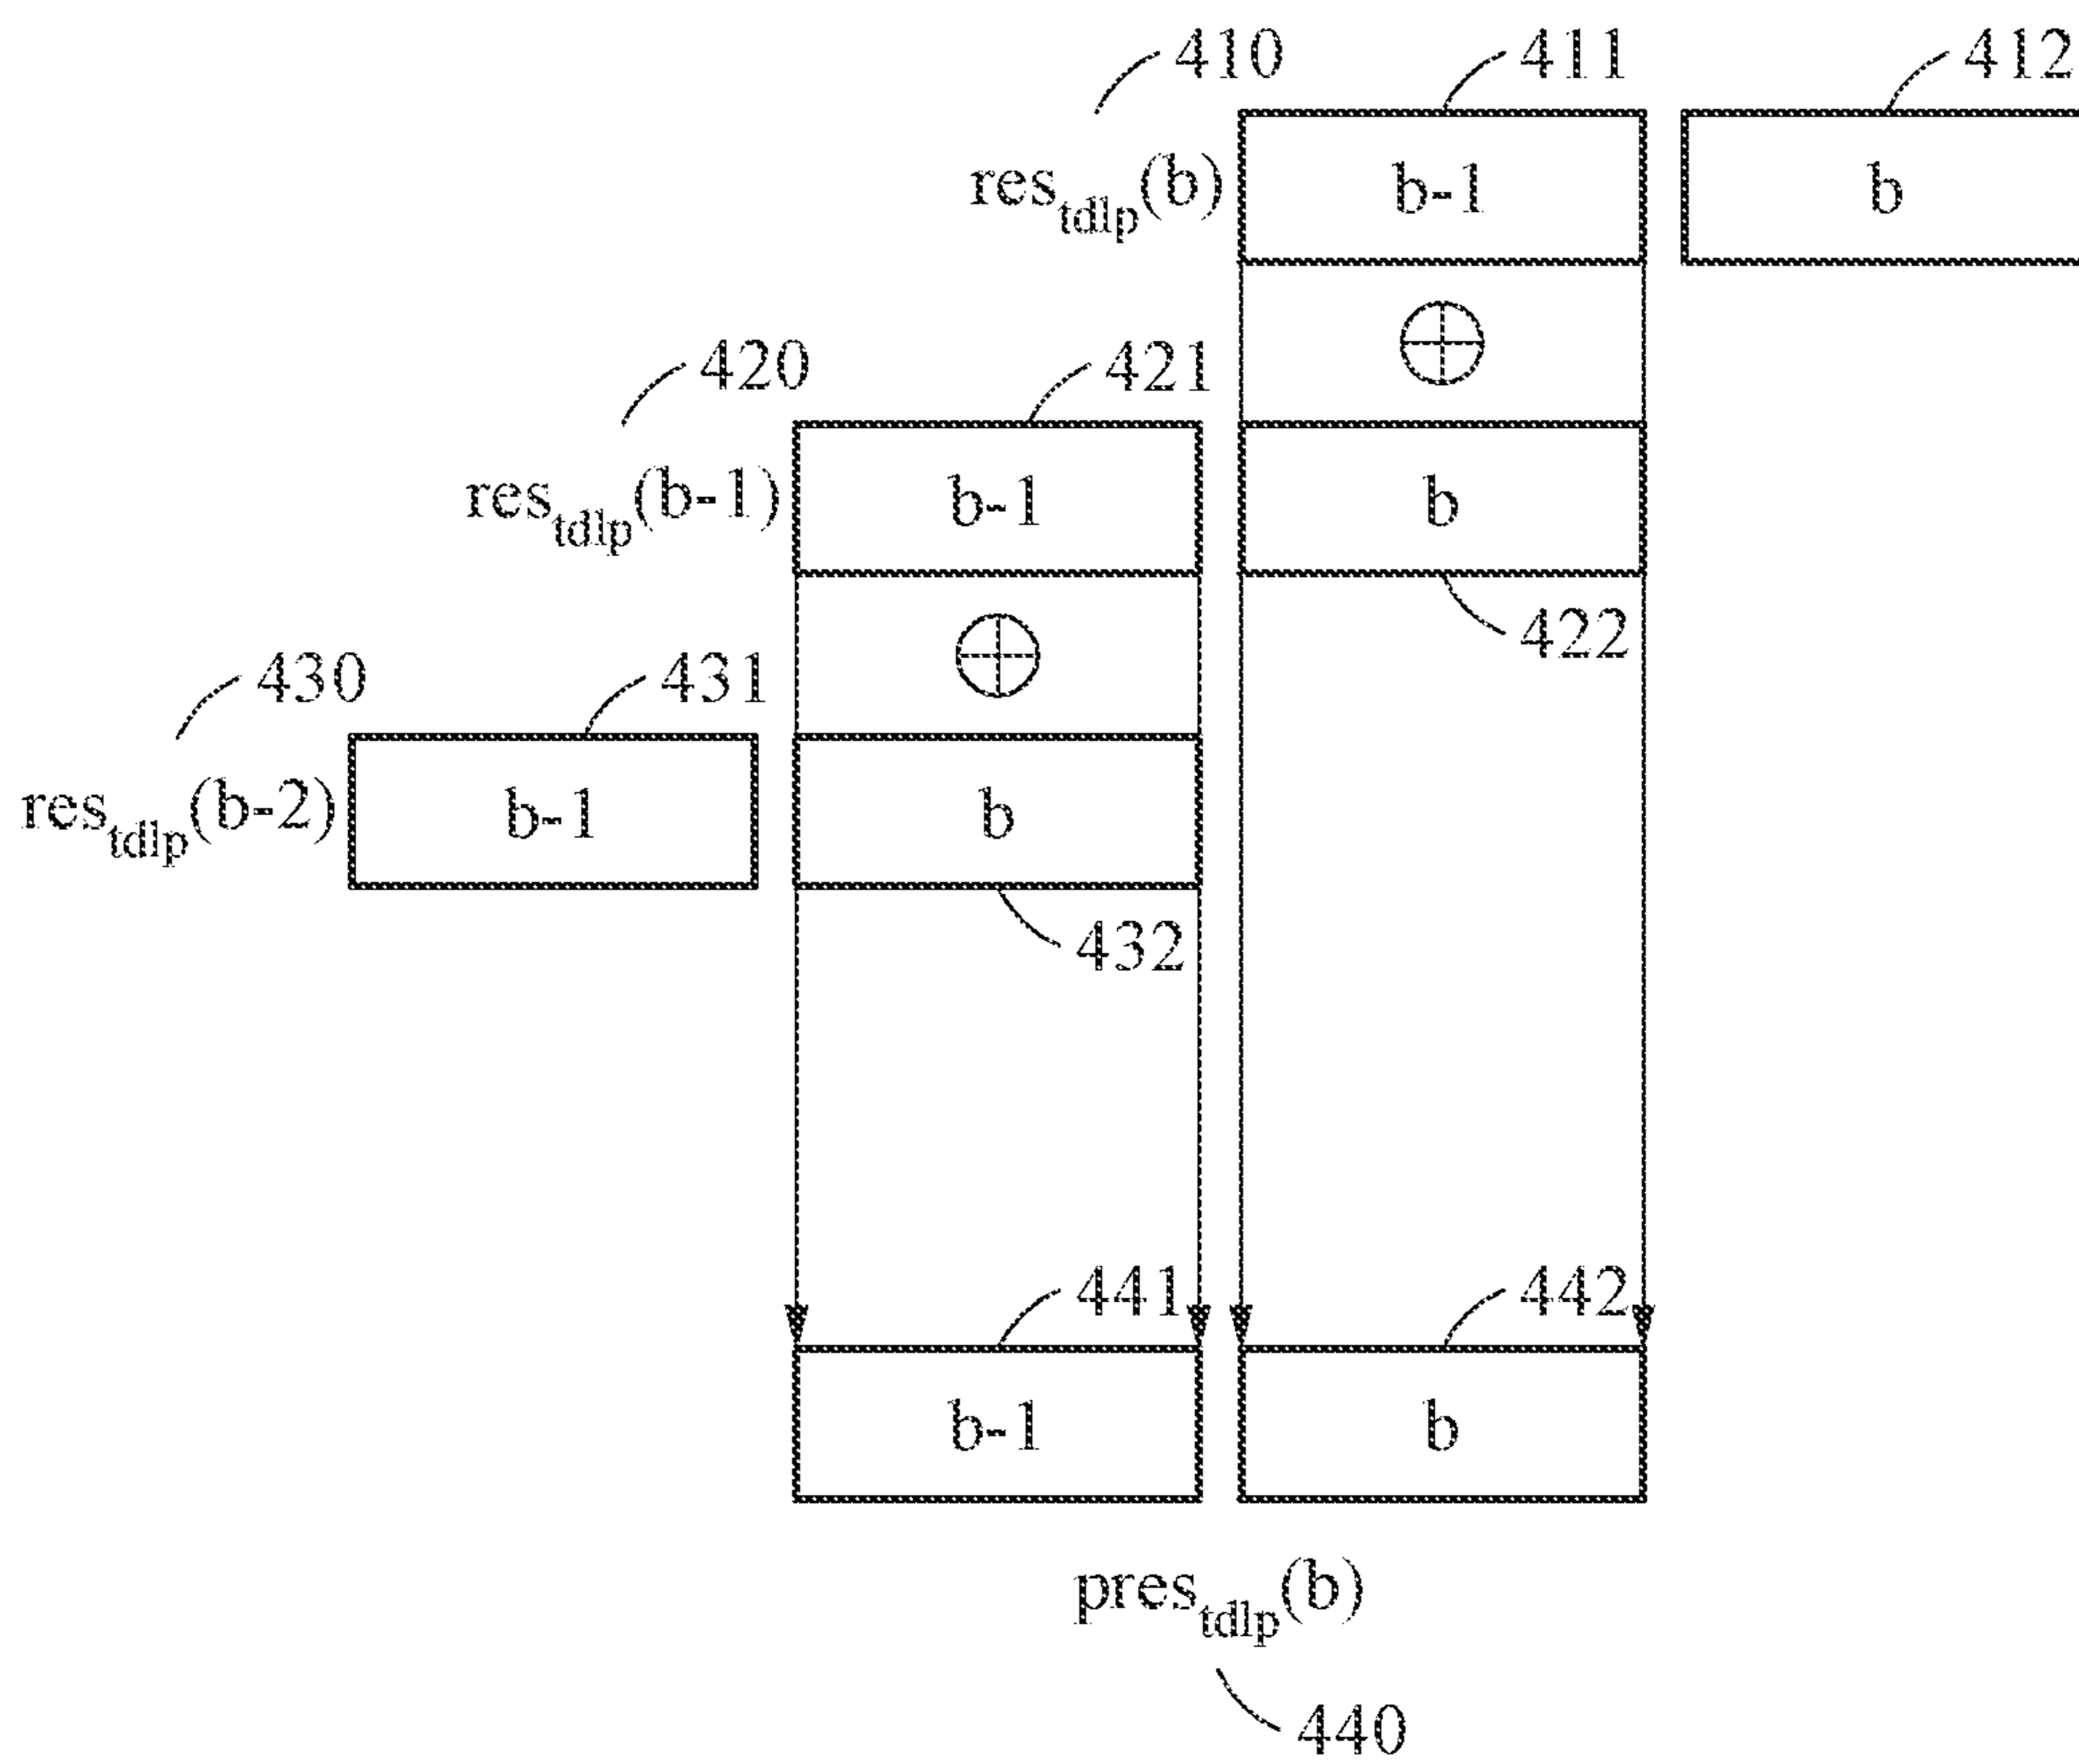 410 411 412
res_tdlp(b) b-1 b
420 421
res_tdlp(b-1) b-1 b
422
430 431
res_tdlp(b-2) b-1 b
432
441 442
b-1 b
pres_tdlp(b)
440